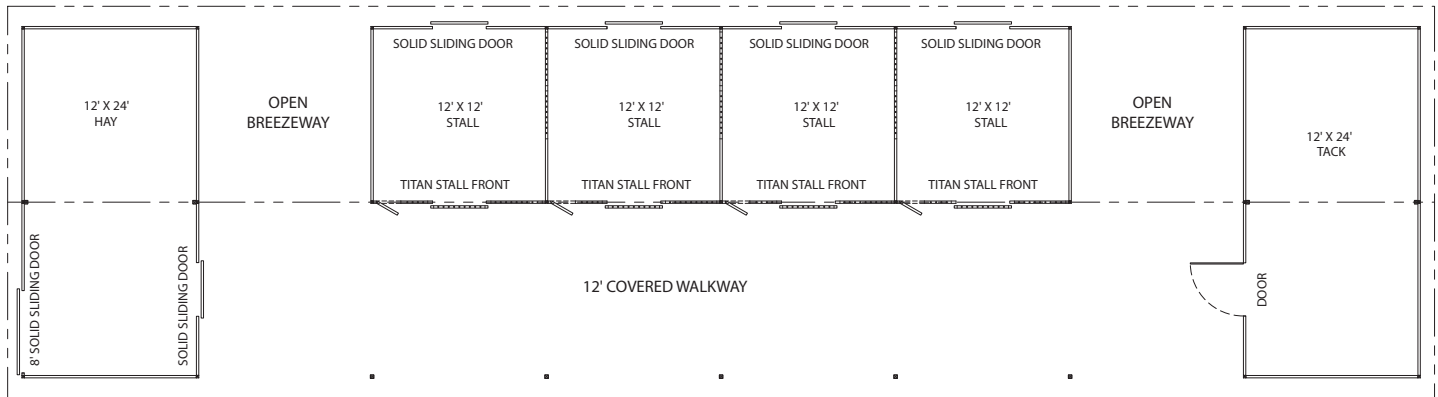 SOLID SLIDING DOOR
SOLID SLIDING DOOR
SOLID SLIDING DOOR
SOLID SLIDING DOOR
12' X 24'
HAY
OPEN
BREEZEWAY
12' X 12'
STALL
12' X 12'
STALL
12' X 12'
STALL
12' X 12'
STALL
OPEN
BREEZEWAY
12' X 24'
TACK
TITAN STALL FRONT
TITAN STALL FRONT
TITAN STALL FRONT
TITAN STALL FRONT
8' SOLID SLIDING DOOR
SOLID SLIDING DOOR
12' COVERED WALKWAY
DOOR